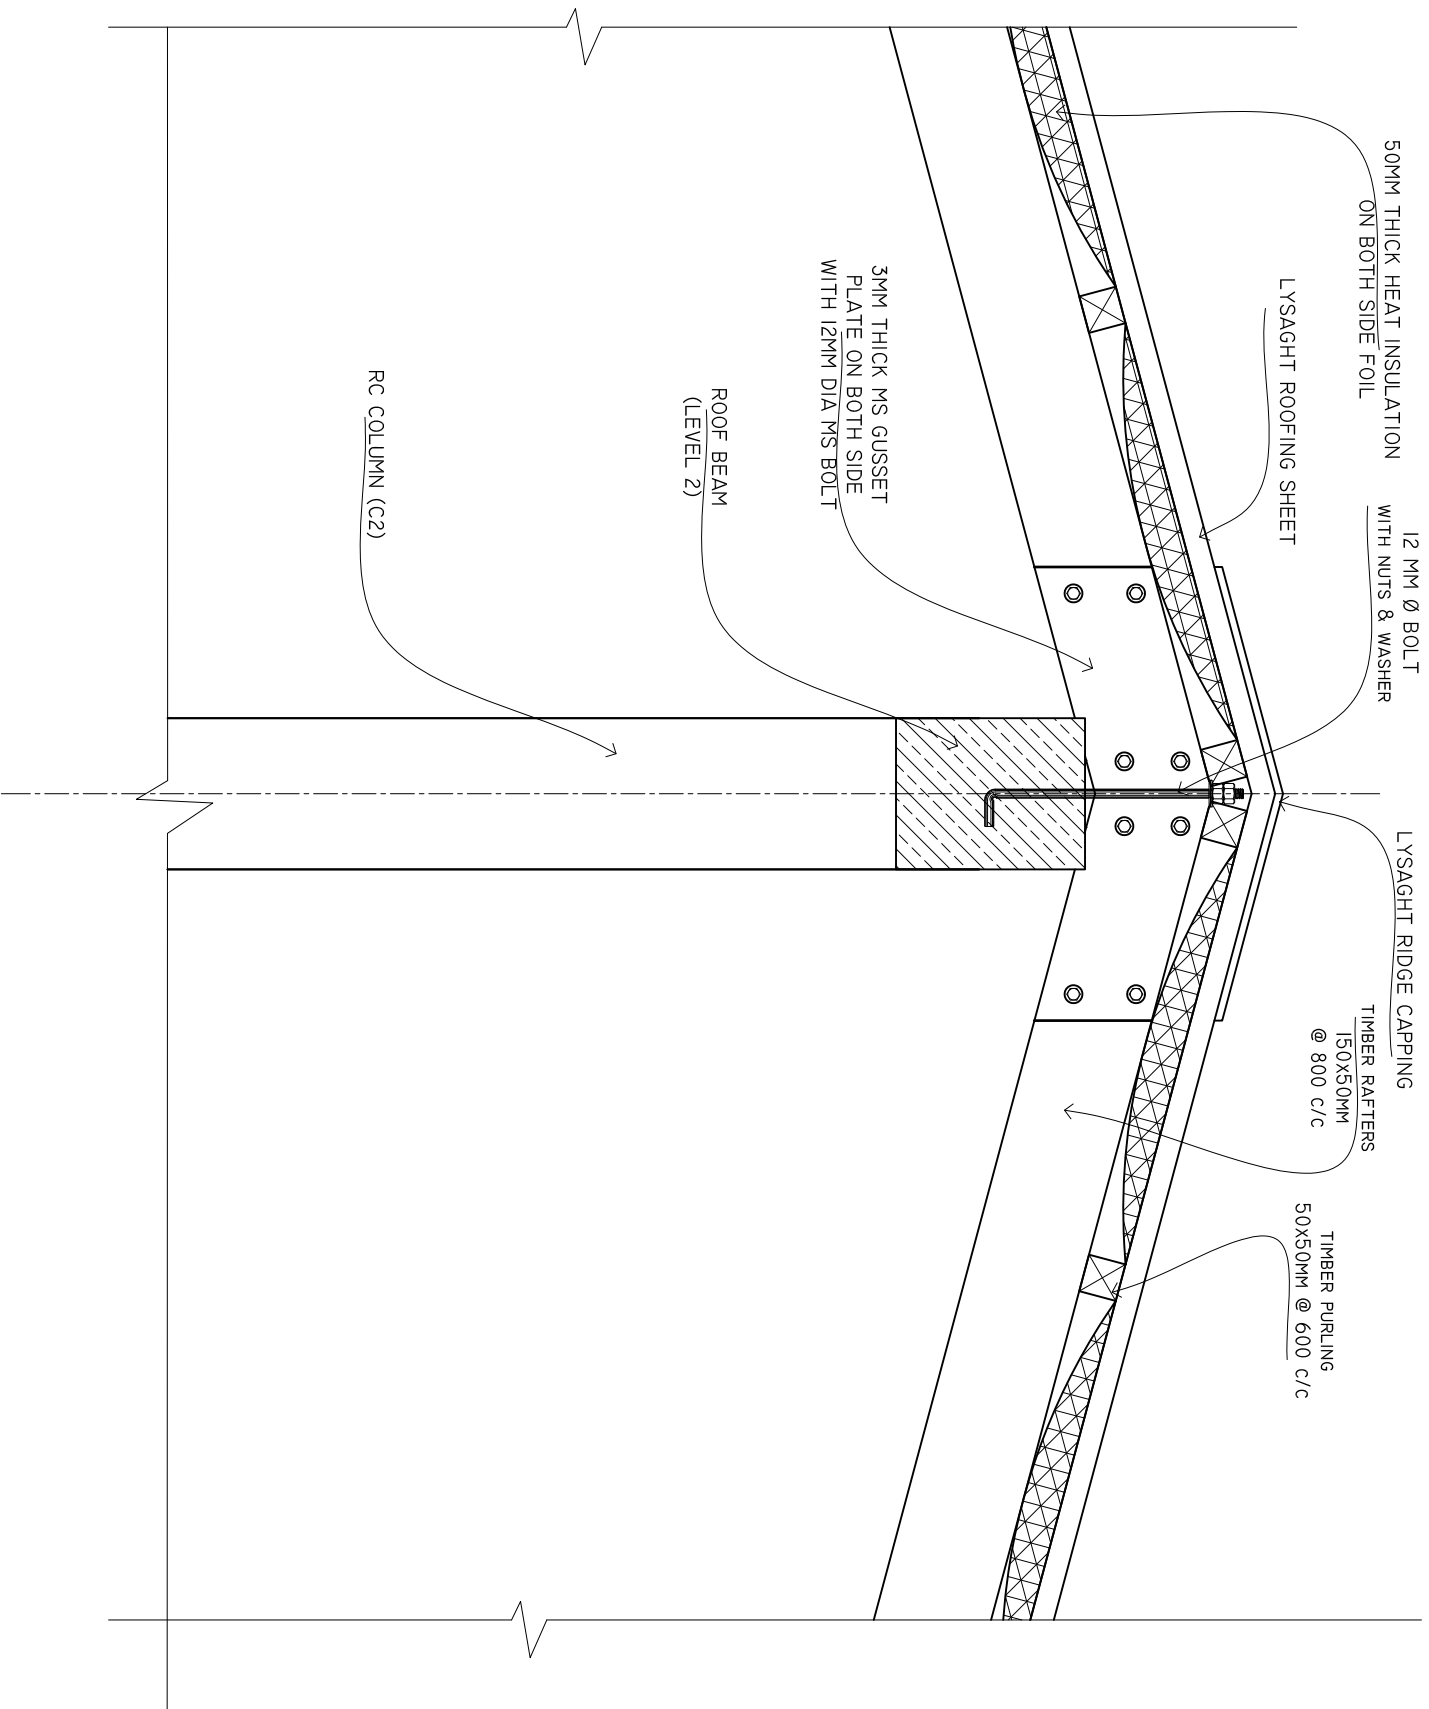 50MM THICK HEAT INSULATION
ON BOTH SIDE FOIL
12 MM Ø BOLT
WITH NUTS & WASHER
LYSAGHT RIDGE CAPPING
TIMBER RAFTERS
150x50MM
@ 800 C/C
TIMBER PURLING
50x50MM @ 600 C/C
LYSAGHT ROOFING SHEET
3MM THICK MS GUSSET
PLATE ON BOTH SIDE
WITH 12MM DIA MS BOLT
ROOF BEAM
(LEVEL 2)
RC COLUMN (C2)